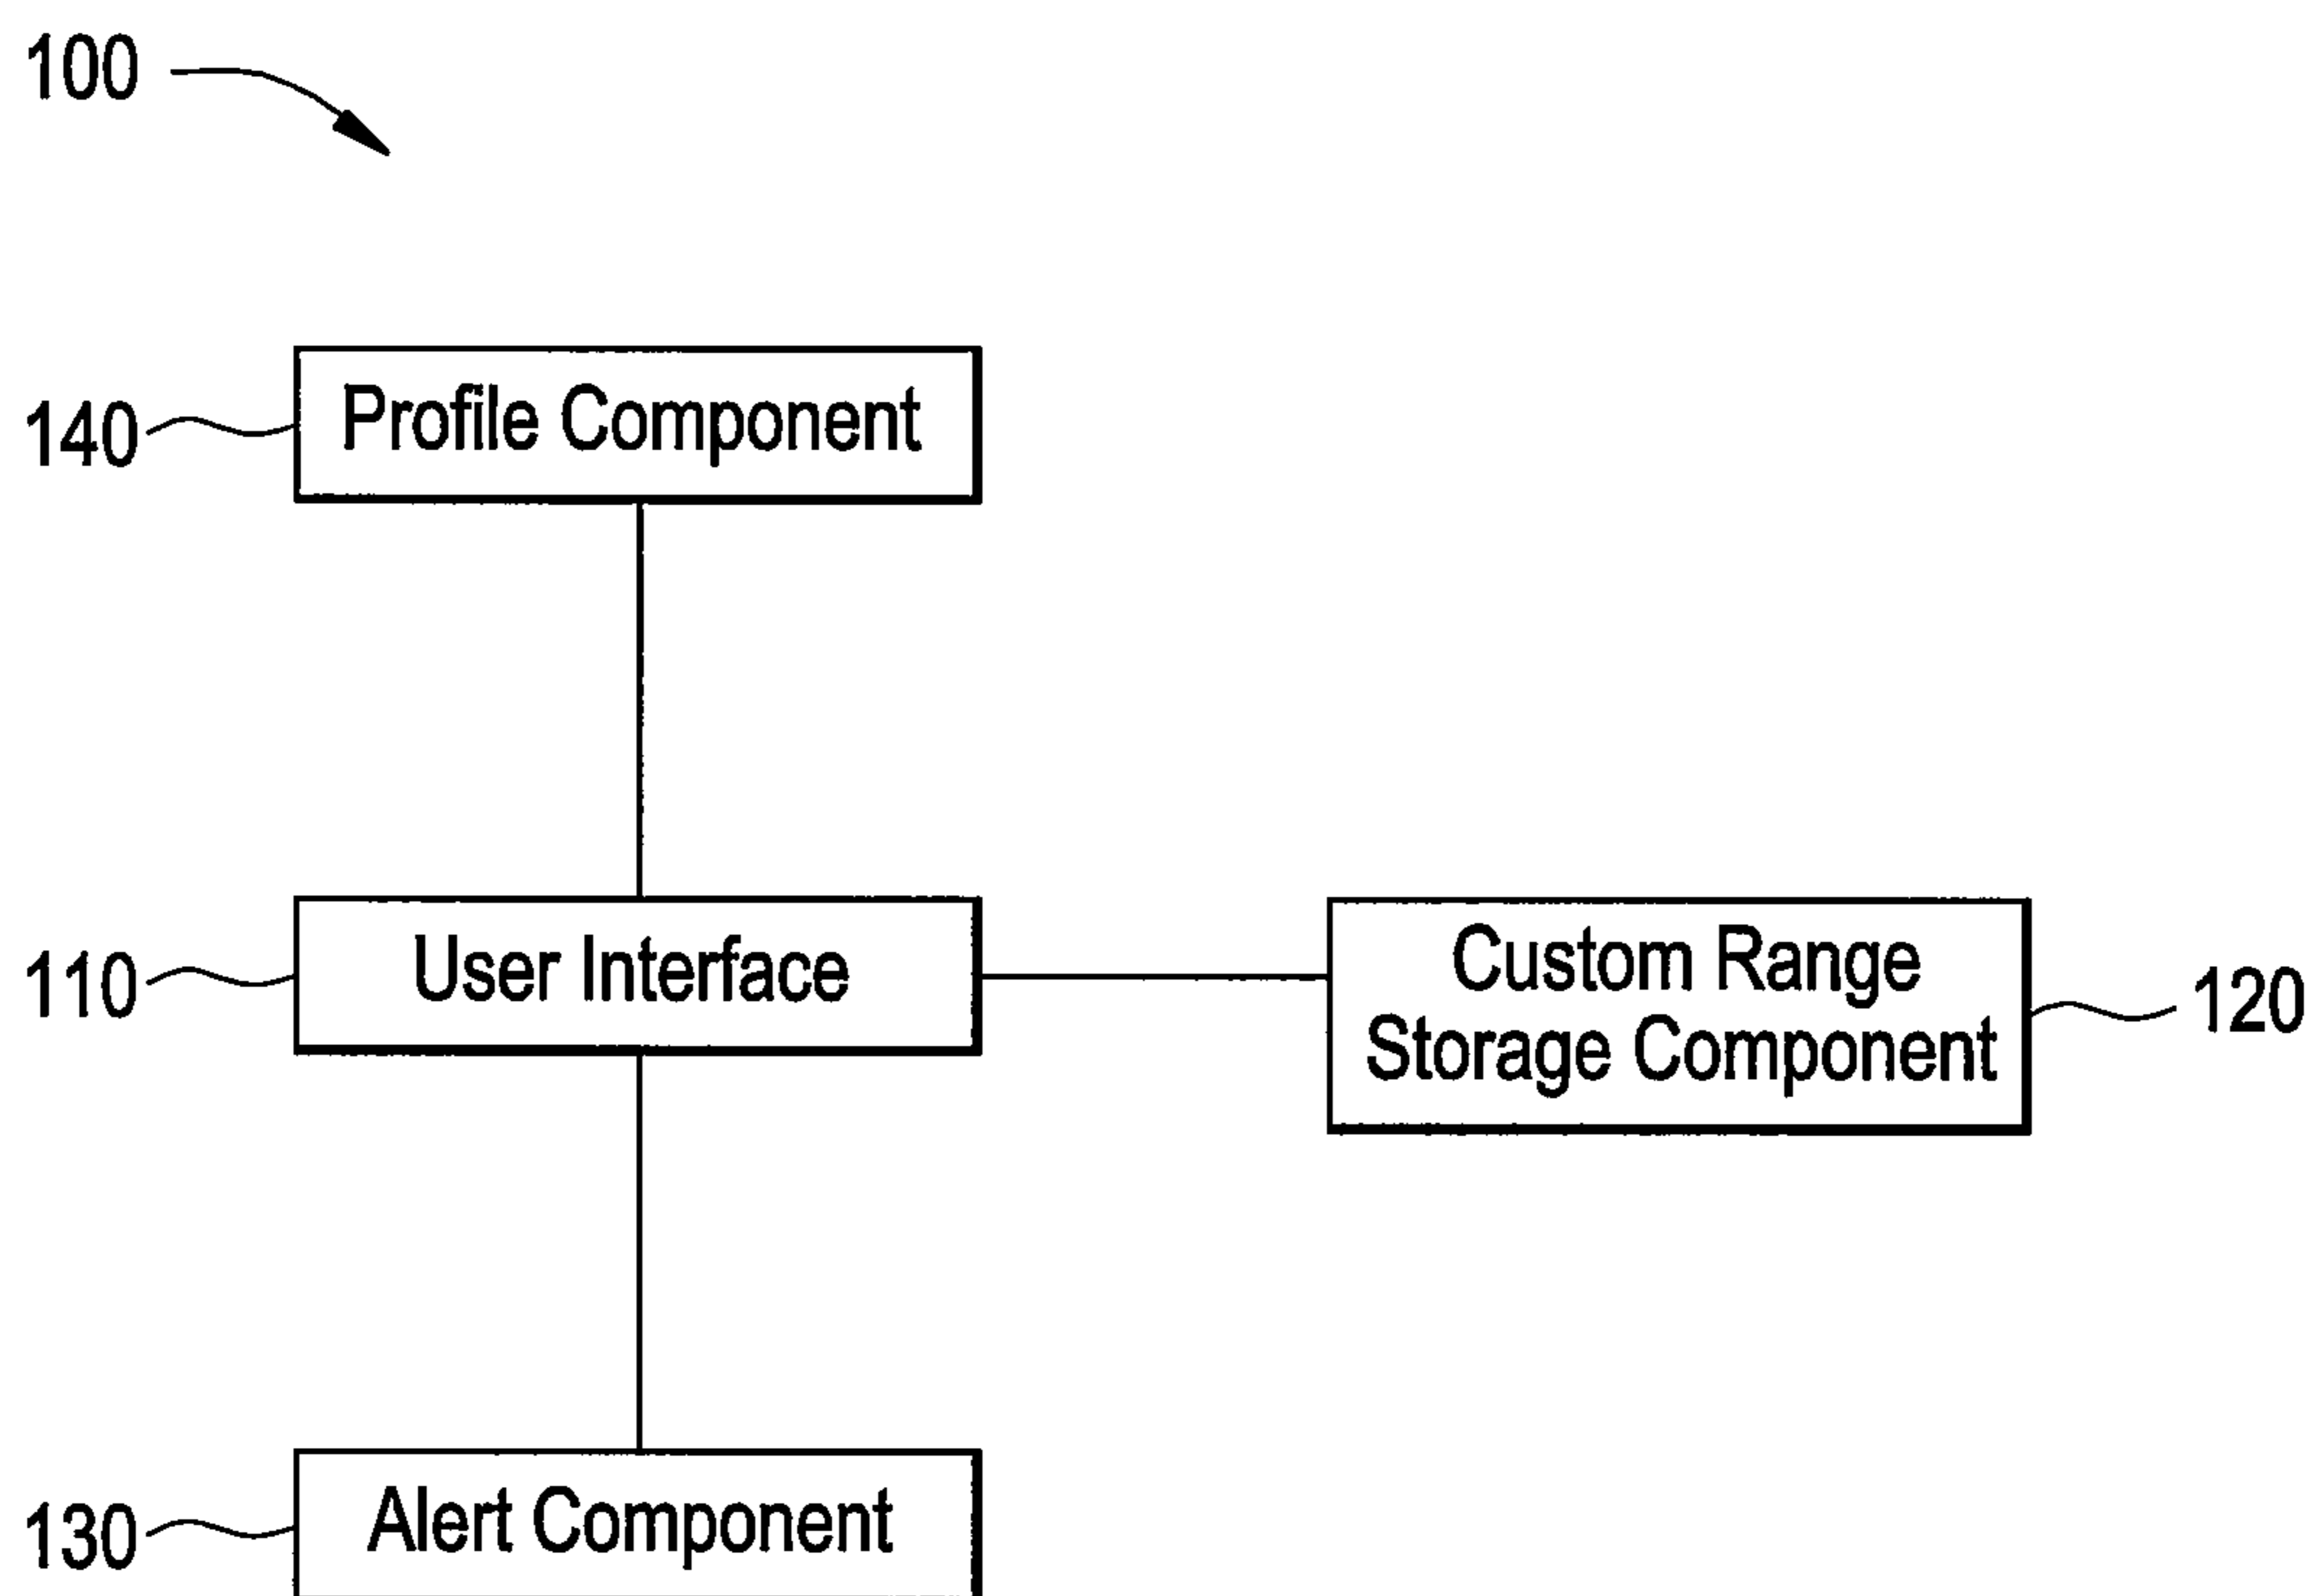 100
140
Profile Component
110
User Interface
Custom Range
Storage Component
120
130
Alert Component